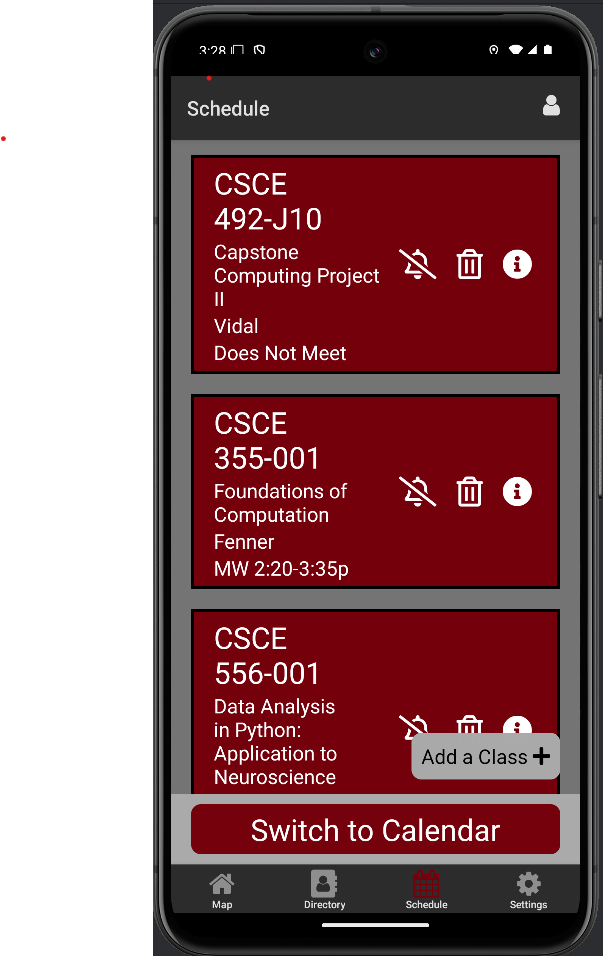 3:28
Schedule
CSCE
492-J10
Capstone
Computing Project
II
Vidal
Does Not Meet
CSCE
355-001
Foundations of
Computation
Fenner
MW 2:20-3:35p
CSCE
556-001
Data Analysis
in Python:
Application to
Neuroscience
Add a Class
Switch to Calendar
Map
Directory
Schedule
Settings